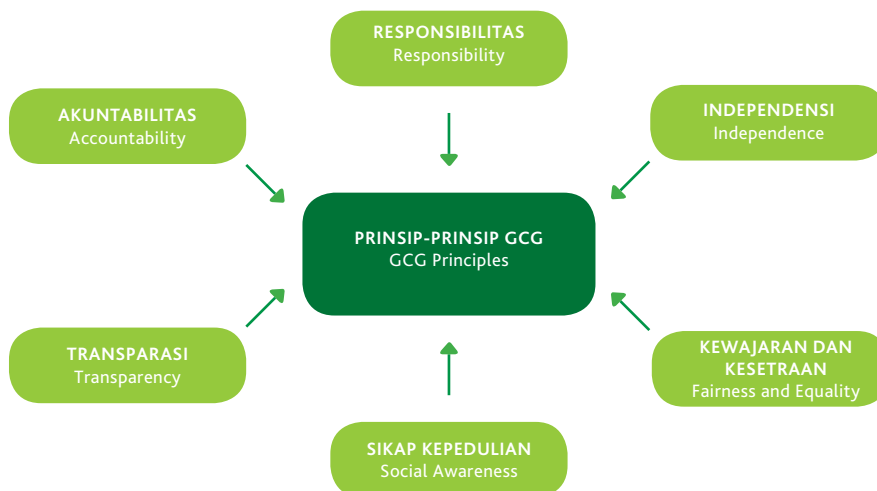 RESPONSIBILITAS
Responsibility
AKUNTABILITAS
Accountability
INDEPENDENSI
Independence
PRINSIP-PRINSIP GCG
GCG Principles
TRANSPARASI
Transparency
KEWAJARAN DAN
KESETRAAN
Fairness and Equality
SIKAP KEPEDULIAN
Social Awareness